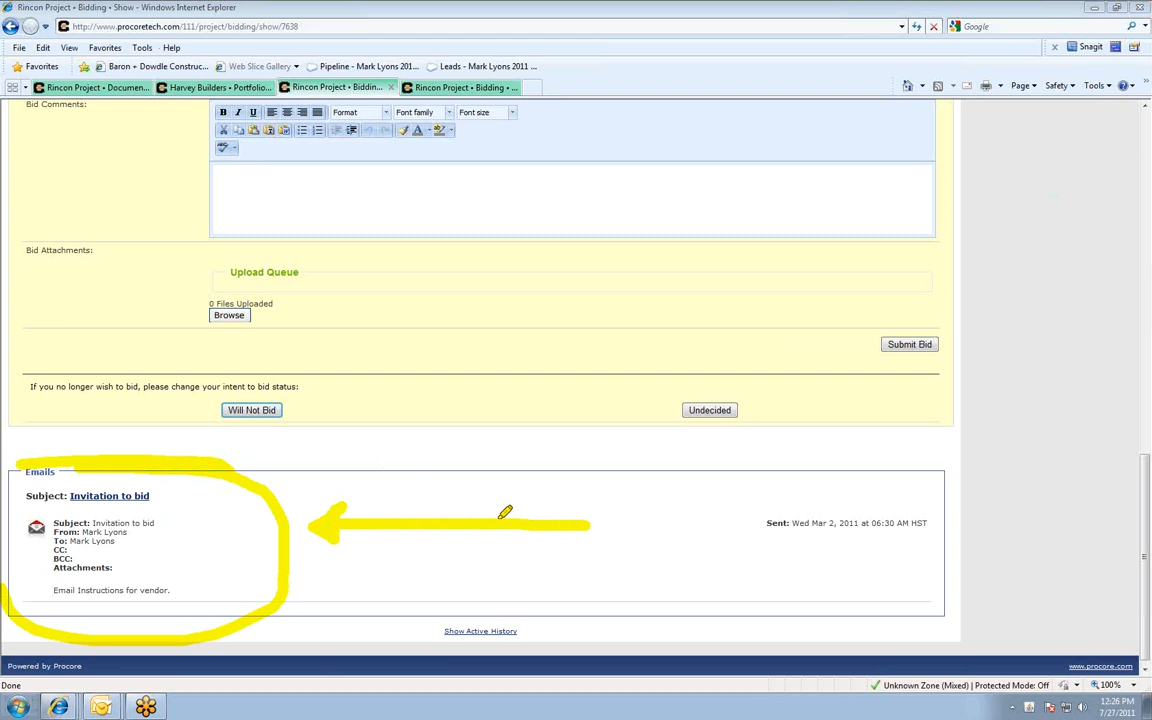 Rincon Project • Bidding • Show - Windows Internet Explorer
http://www.procoretech.com/111/project/bidding/show/7638
Google
File Edit View Favorites Tools Help
x Snagit
Favorites Baron + Dowdle Construc... Web Slice Gallery Pipeline - Mark Lyons 201... Leads - Mark Lyons 2011 ...
Rincon Project • Documen... Harvey Builders • Portfolio... Rincon Project • Biddin... x Rincon Project • Bidding • ... Page Safety Tools
Bid Comments:
B I U Format Font family Font size
Bid Attachments:
Upload Queue
0 Files Uploaded
Browse
Submit Bid
If you no longer wish to bid, please change your intent to bid status:
Will Not Bid Undecided
Emails
Subject: Invitation to bid
Subject: Invitation to bid Sent: Wed Mar 2, 2011 at 06:30 AM HST
From: Mark Lyons
To: Mark Lyons
CC:
BCC:
Attachments:
Email Instructions for vendor.
Show Active History
Powered by Procore www.procore.com
Done Unknown Zone (Mixed) | Protected Mode: Off 100%
12:26 PM
7/27/2011